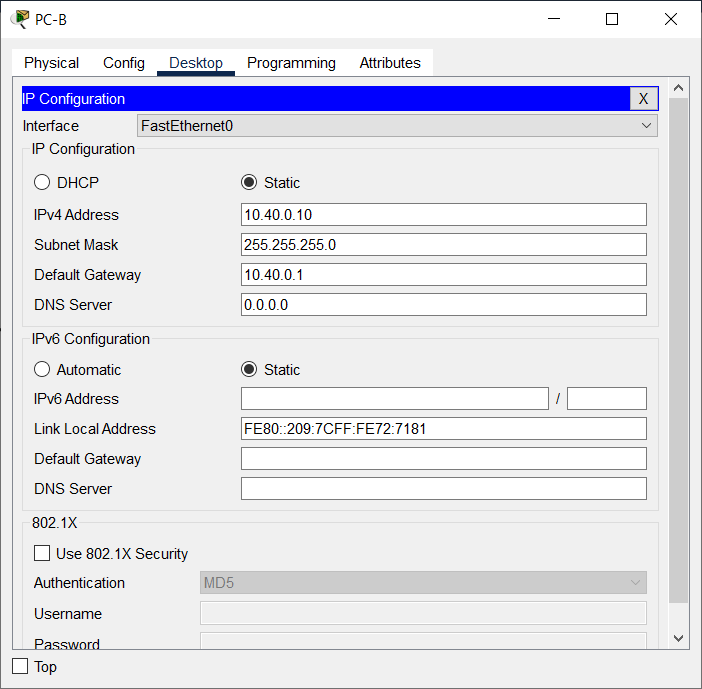 PC-B
Physical Config Desktop Programming Attributes
IP Configuration X
Interface FastEthernet0
IP Configuration
DHCP Static
IPv4 Address 10.40.0.10
Subnet Mask 255.255.255.0
Default Gateway 10.40.0.1
DNS Server 0.0.0.0
IPv6 Configuration
Automatic Static
IPv6 Address /
Link Local Address FE80::209:7CFF:FE72:7181
Default Gateway
DNS Server
802.1X
Use 802.1X Security
Authentication MD5
Username
Password
Top